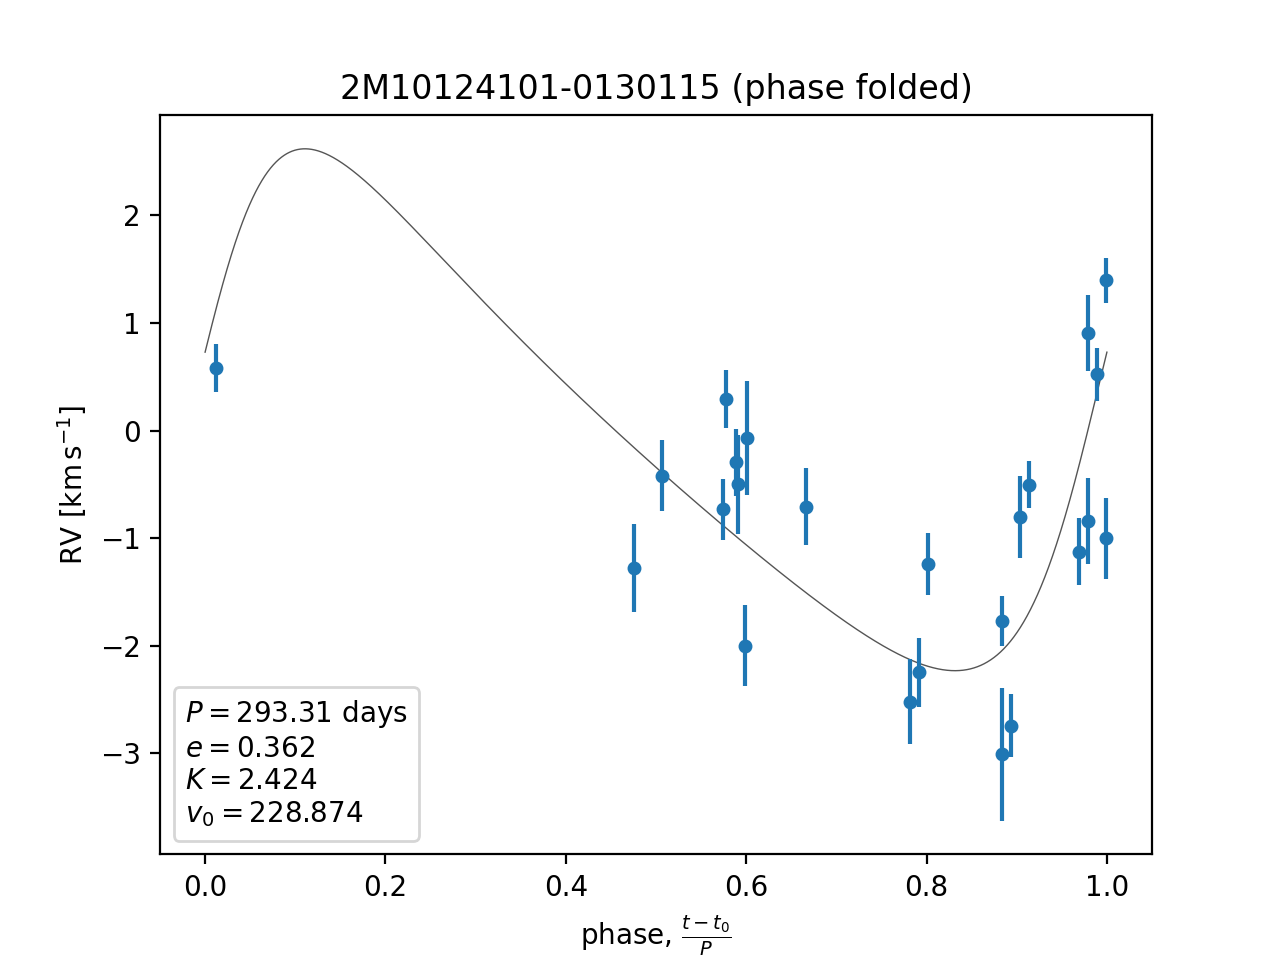 2M10124101-0130115 (phase folded)
RV [km s⁻¹]
2
1
0
−1
−2
−3
P = 293.31 days
e = 0.362
K = 2.424
v₀ = 228.874
0.0 0.2 0.4 0.6 0.8 1.0
phase, (t − t₀)/P